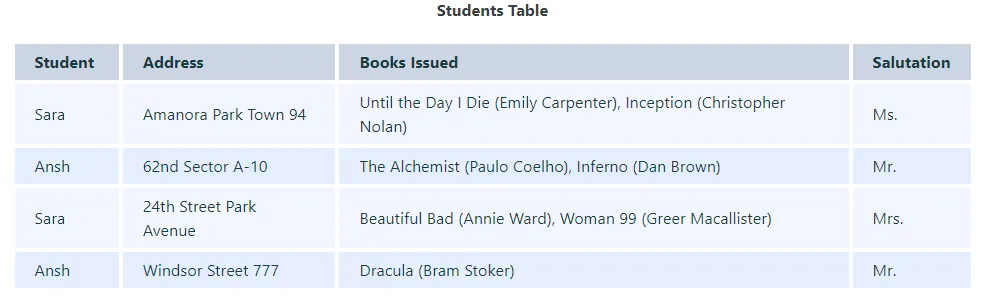 Students Table
Student Address Books Issued Salutation
Sara Amanora Park Town 94 Until the Day I Die (Emily Carpenter), Inception (Christopher
Nolan) Ms.
Ansh 62nd Sector A-10 The Alchemist (Paulo Coelho), Inferno (Dan Brown) Mr.
Sara 24th Street Park
Avenue Beautiful Bad (Annie Ward), Woman 99 (Greer Macallister) Mrs.
Ansh Windsor Street 777 Dracula (Bram Stoker) Mr.